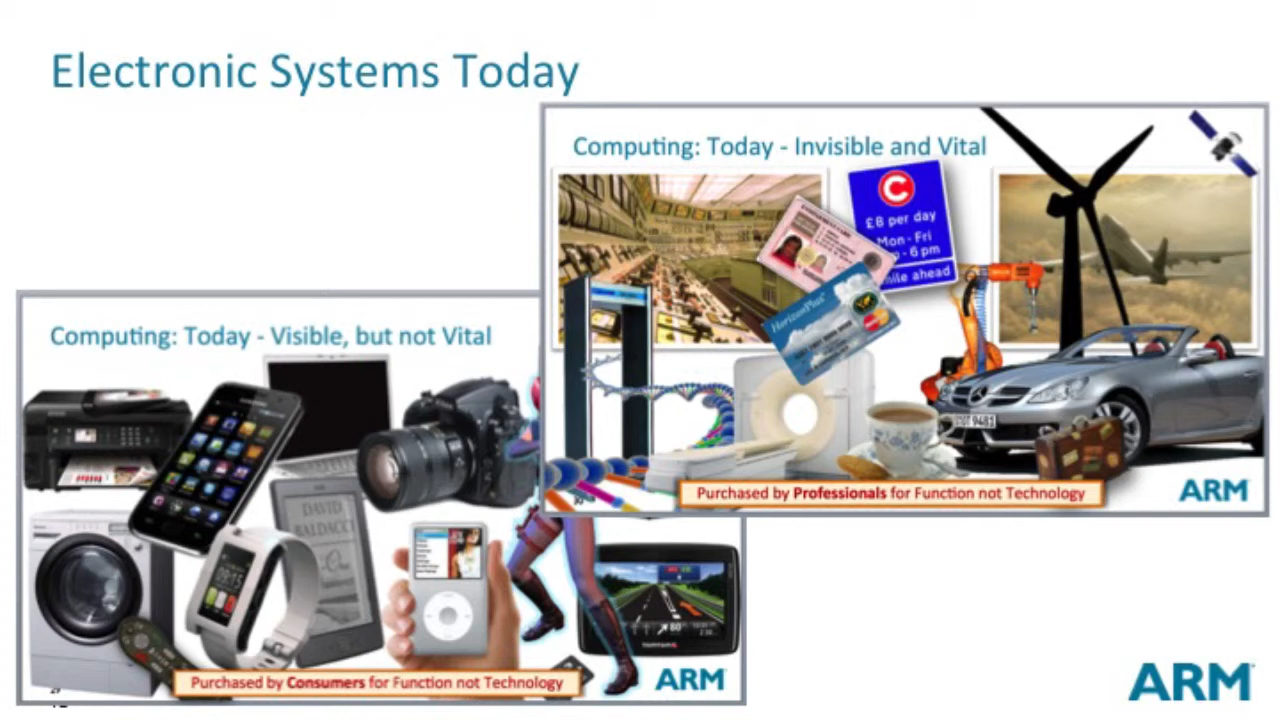 Electronic Systems Today
Computing: Today - Invisible and Vital
C
£8 per day
Mon - Fri
- 6 pm
mile ahead
HorizonPlus
Purchased by Professionals for Function not Technology
ARM
Computing: Today - Visible, but not Vital
DAVID
BALDACCI
Purchased by Consumers for Function not Technology
ARM
ARM